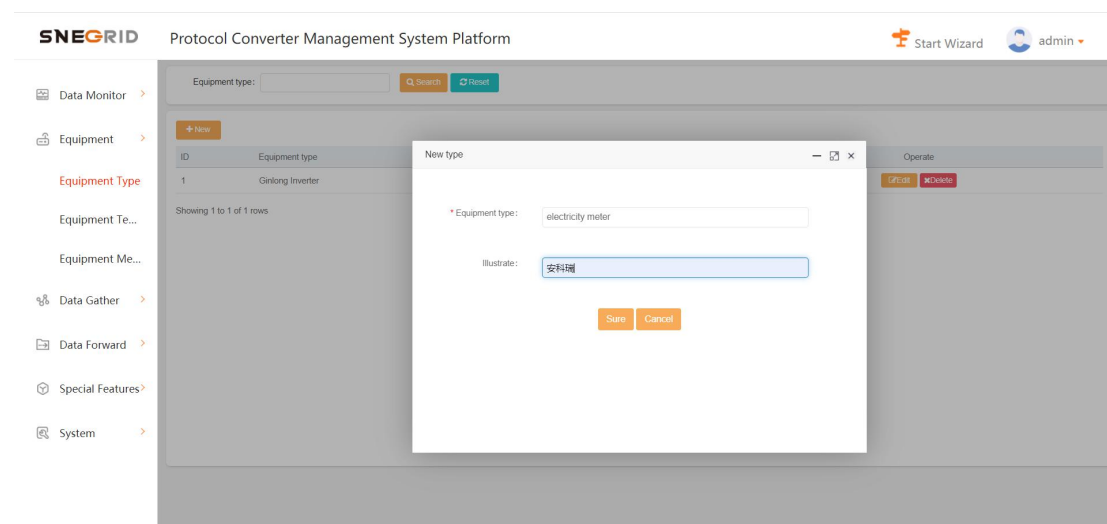 SNEGRID
Protocol Converter Management System Platform
Start Wizard
admin
Data Monitor
Equipment
Equipment Type
Equipment Te...
Equipment Me...
Data Gather
Data Forward
Special Features
System
Equipment type:
Search
Reset
+ New
ID Equipment type Operate
1 Ginlong Inverter Edit Delete
Showing 1 to 1 of 1 rows
New type
* Equipment type: electricity meter
Illustrate: 安科瑞
Sure Cancel